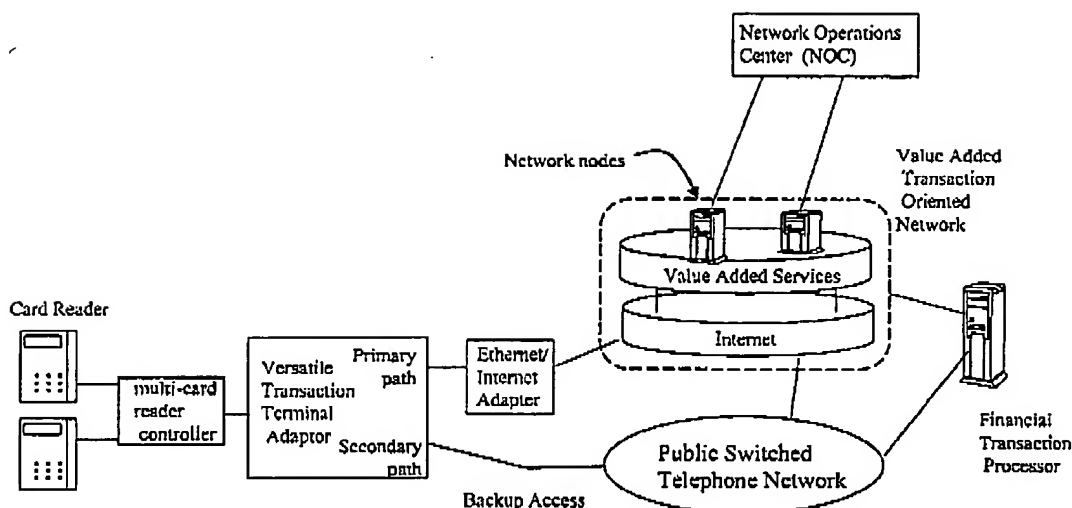 Network Operations
Center (NOC)
Network nodes
Value Added
Transaction
Oriented
Network
Value Added Services
Internet
Card Reader
multi-card
reader
controller
Versatile
Transaction
Terminal
Adaptor
Primary
path
Secondary
path
Ethernet/
Internet
Adapter
Backup Access
Public Switched
Telephone Network
Financial
Transaction
Processor